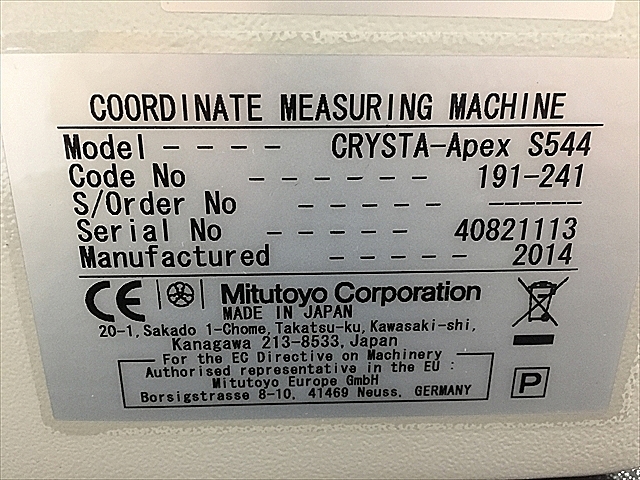 COORDINATE MEASURING MACHINE
Model - - - - CRYSTA-Apex S544
Code No - - - - - - 191-241
S/Order No - - - - - ------
Serial No - - - - - 40821113
Manufactured - - - - - 2014
CE Mitutoyo Corporation
MADE IN JAPAN
20-1, Sakado 1-Chome, Takatsu-ku, Kawasaki-shi,
Kanagawa 213-8533, Japan
For the EC Directive on Machinery
Authorised representative in the EU :
Mitutoyo Europe GmbH
Borsigstrasse 8-10, 41469 Neuss, GERMANY
P